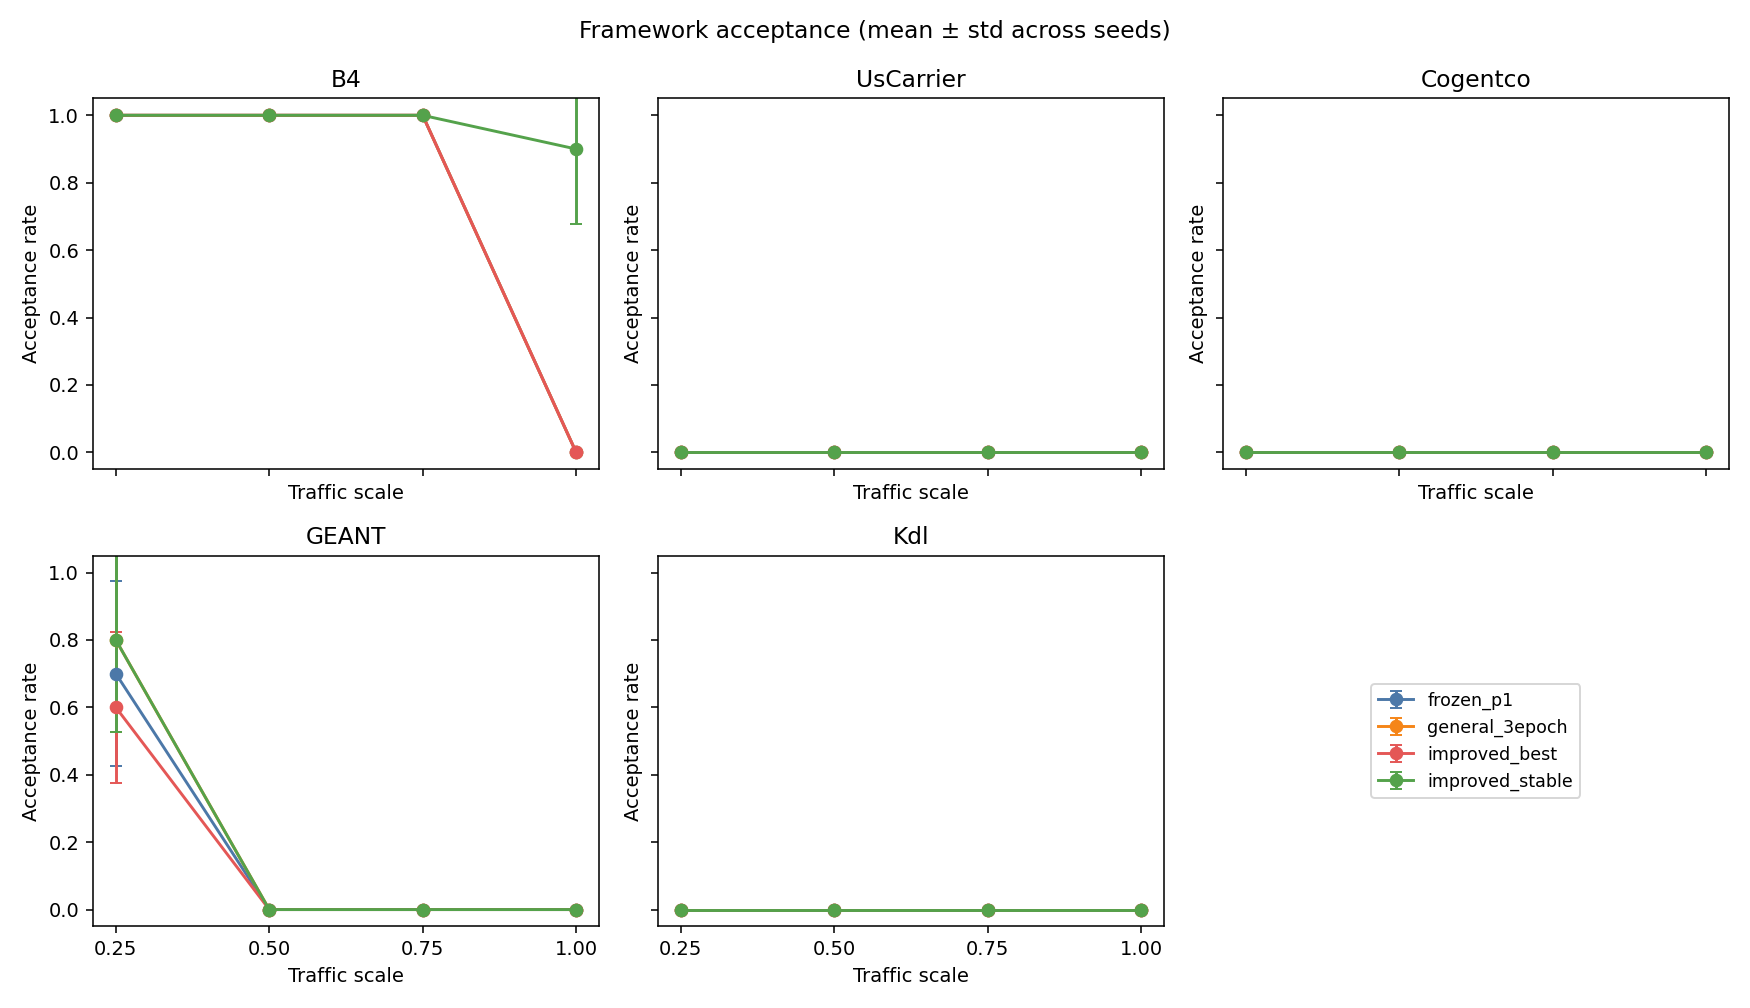 Framework acceptance (mean ± std across seeds)
B4
UsCarrier
Cogentco
1.0
0.8
0.6
0.4
0.2
0.0
Acceptance rate
Acceptance rate
Acceptance rate
Traffic scale
Traffic scale
Traffic scale
GEANT
Kdl
1.0
0.8
0.6
0.4
0.2
0.0
Acceptance rate
Acceptance rate
0.25 0.50 0.75 1.00
0.25 0.50 0.75 1.00
Traffic scale
Traffic scale
frozen_p1
general_3epoch
improved_best
improved_stable